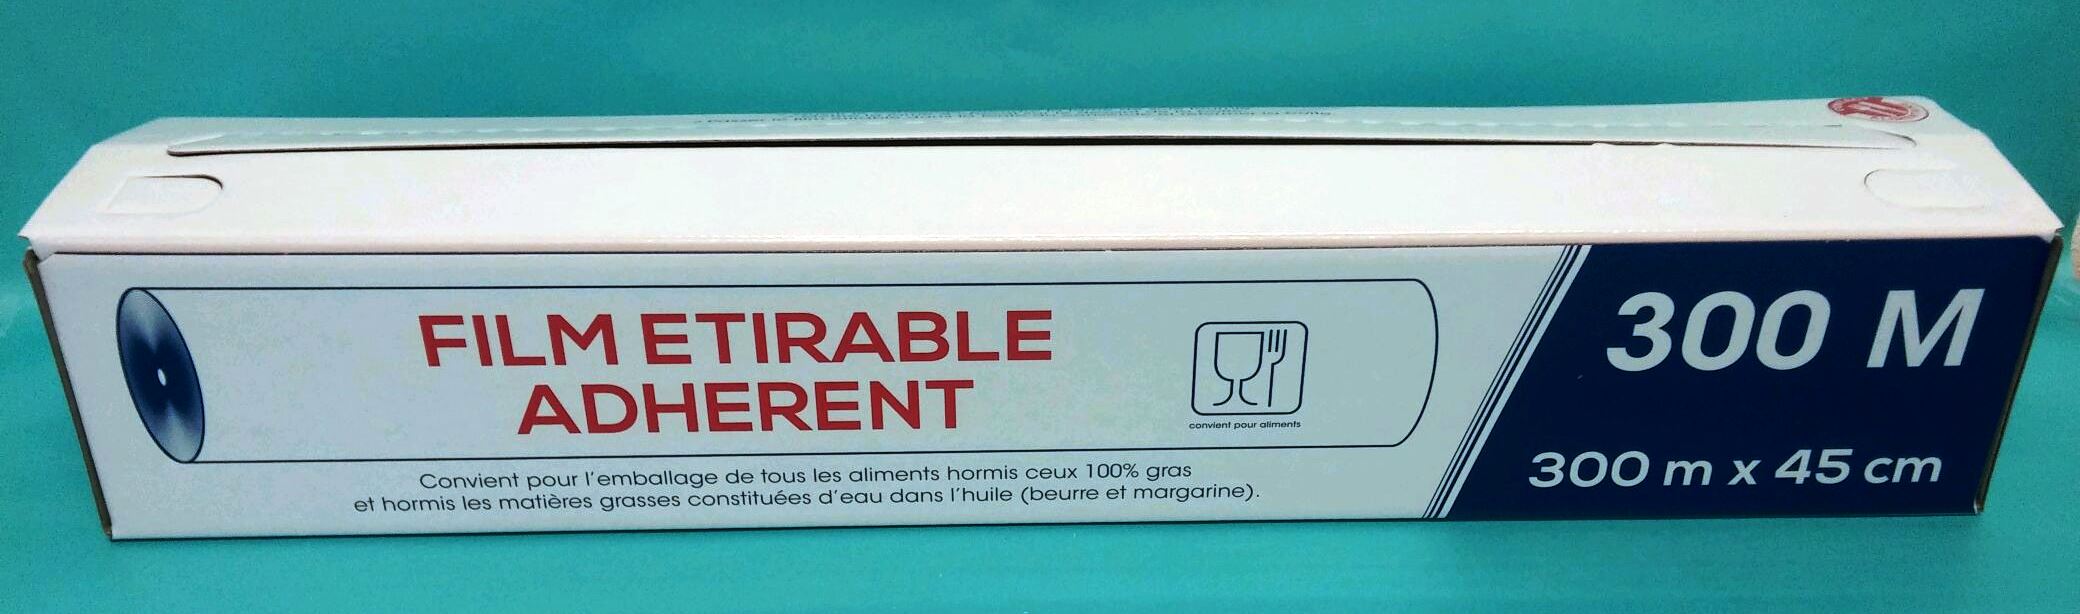 FILM ETIRABLE
ADHERENT
convient pour aliments
Convient pour l'emballage de tous les aliments hormis ceux 100% gras
et hormis les matières grasses constituées d'eau dans l'huile (beurre et margarine).
300 M
300 m x 45 cm